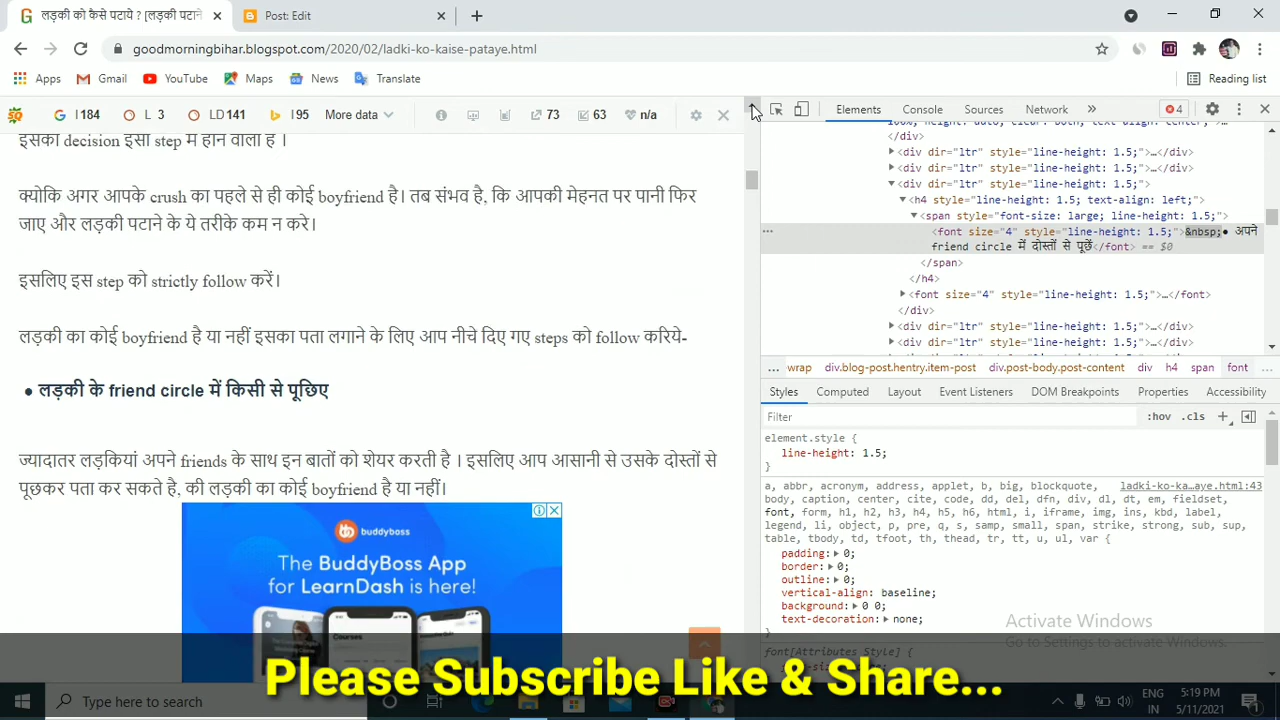 लड़की को कैसे पटाये ? [लड़की पटाने
Post: Edit
goodmorningbihar.blogspot.com/2020/02/ladki-ko-kaise-pataye.html
Apps
Gmail
YouTube
Maps
News
Translate
Reading list
I 184
L 3
LD 141
I 95
More data
73
63
n/a
Elements
Console
Sources
Network
4
इसका decision इसी step में होने वाला है ।
क्योकि अगर आपके crush का पहले से ही कोई boyfriend है। तब संभव है, कि आपकी मेहनत पर पानी फिर
जाए और लड़की पटाने के ये तरीके कम न करे।
इसलिए इस step को strictly follow करें।
लड़की का कोई boyfriend है या नहीं इसका पता लगाने के लिए आप नीचे दिए गए steps को follow करिये-
● लड़की के friend circle में किसी से पूछिए
ज्यादातर लड़कियां अपने friends के साथ इन बातों को शेयर करती है । इसलिए आप आसानी से उसके दोस्तों से
पूछकर पता कर सकते है, की लड़की का कोई boyfriend है या नहीं।
buddyboss
The BuddyBoss App
for LearnDash is here!
Courses
100%; height: auto; clear: both; text-align: center;">…
</div>
<div dir="ltr" style="line-height: 1.5;">…</div>
<div dir="ltr" style="line-height: 1.5;">…</div>
<div dir="ltr" style="line-height: 1.5;">
<h4 style="line-height: 1.5; text-align: left;">
<span style="font-size: large; line-height: 1.5;">
<font size="4" style="line-height: 1.5;">&nbsp;● अपने
friend circle में दोस्तों से पूछें</font> == $0
</span>
</h4>
<font size="4" style="line-height: 1.5;">…</font>
</div>
<div dir="ltr" style="line-height: 1.5;">…</div>
<div dir="ltr" style="line-height: 1.5;">…</div>
... wrap div.blog-post.hentry.item-post div.post-body.post-content div h4 span font ...
Styles
Computed
Layout
Event Listeners
DOM Breakpoints
Properties
Accessibility
Filter
:hov .cls
element.style {
line-height: 1.5;
}
a, abbr, acronym, address, applet, b, big, blockquote, ladki-ko-ka…aye.html:43
body, caption, center, cite, code, dd, del, dfn, div, dl, dt, em, fieldset,
font, form, h1, h2, h3, h4, h5, h6, html, i, iframe, img, ins, kbd, label,
legend, li, object, p, pre, q, s, samp, small, span, strike, strong, sub, sup,
table, tbody, td, tfoot, th, thead, tr, tt, u, ul, var {
padding: 0;
border: 0;
outline: 0;
vertical-align: baseline;
background: 0 0;
text-decoration: none;
}
font[Attributes Style] {
Activate Windows
Go to Settings to activate Windows.
Please Subscribe Like & Share...
Type here to search
ENG
IN
5:19 PM
5/11/2021